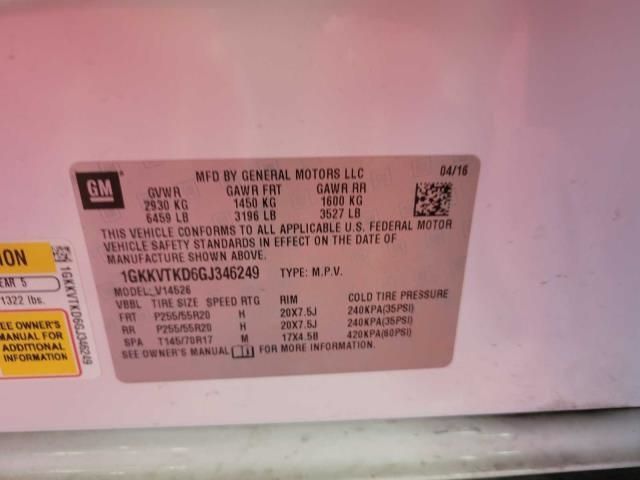 GM
MFD BY GENERAL MOTORS LLC
04/16
GVWR GAWR FRT GAWR RR
2930 KG 1450 KG 1600 KG
6459 LB 3196 LB 3527 LB
THIS VEHICLE CONFORMS TO ALL APPLICABLE U.S. FEDERAL MOTOR
VEHICLE SAFETY STANDARDS IN EFFECT ON THE DATE OF
MANUFACTURE SHOWN ABOVE.
1GKKVTKD6GJ346249 TYPE: M.P.V.
MODEL: V14526
VBBL TIRE SIZE SPEED RTG RIM COLD TIRE PRESSURE
FRT P255/55R20 H 20X7.5J 240KPA(35PSI)
RR P255/55R20 H 20X7.5J 240KPA(35PSI)
SPA T145/70R17 M 17X4.5B 420KPA(60PSI)
SEE OWNER'S MANUAL FOR MORE INFORMATION
ION
EAR 5
1322 lbs.
SEE OWNER'S
MANUAL FOR
ADDITIONAL
1GKKVTKD6GJ346249